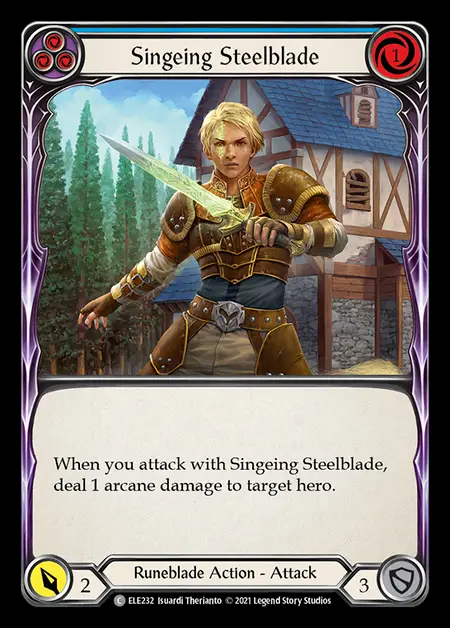 Singeing Steelblade
1
When you attack with Singeing Steelblade,
deal 1 arcane damage to target hero.
2
Runeblade Action - Attack
3
C ELE232 Isuardi Therianto © 2021 Legend Story Studios